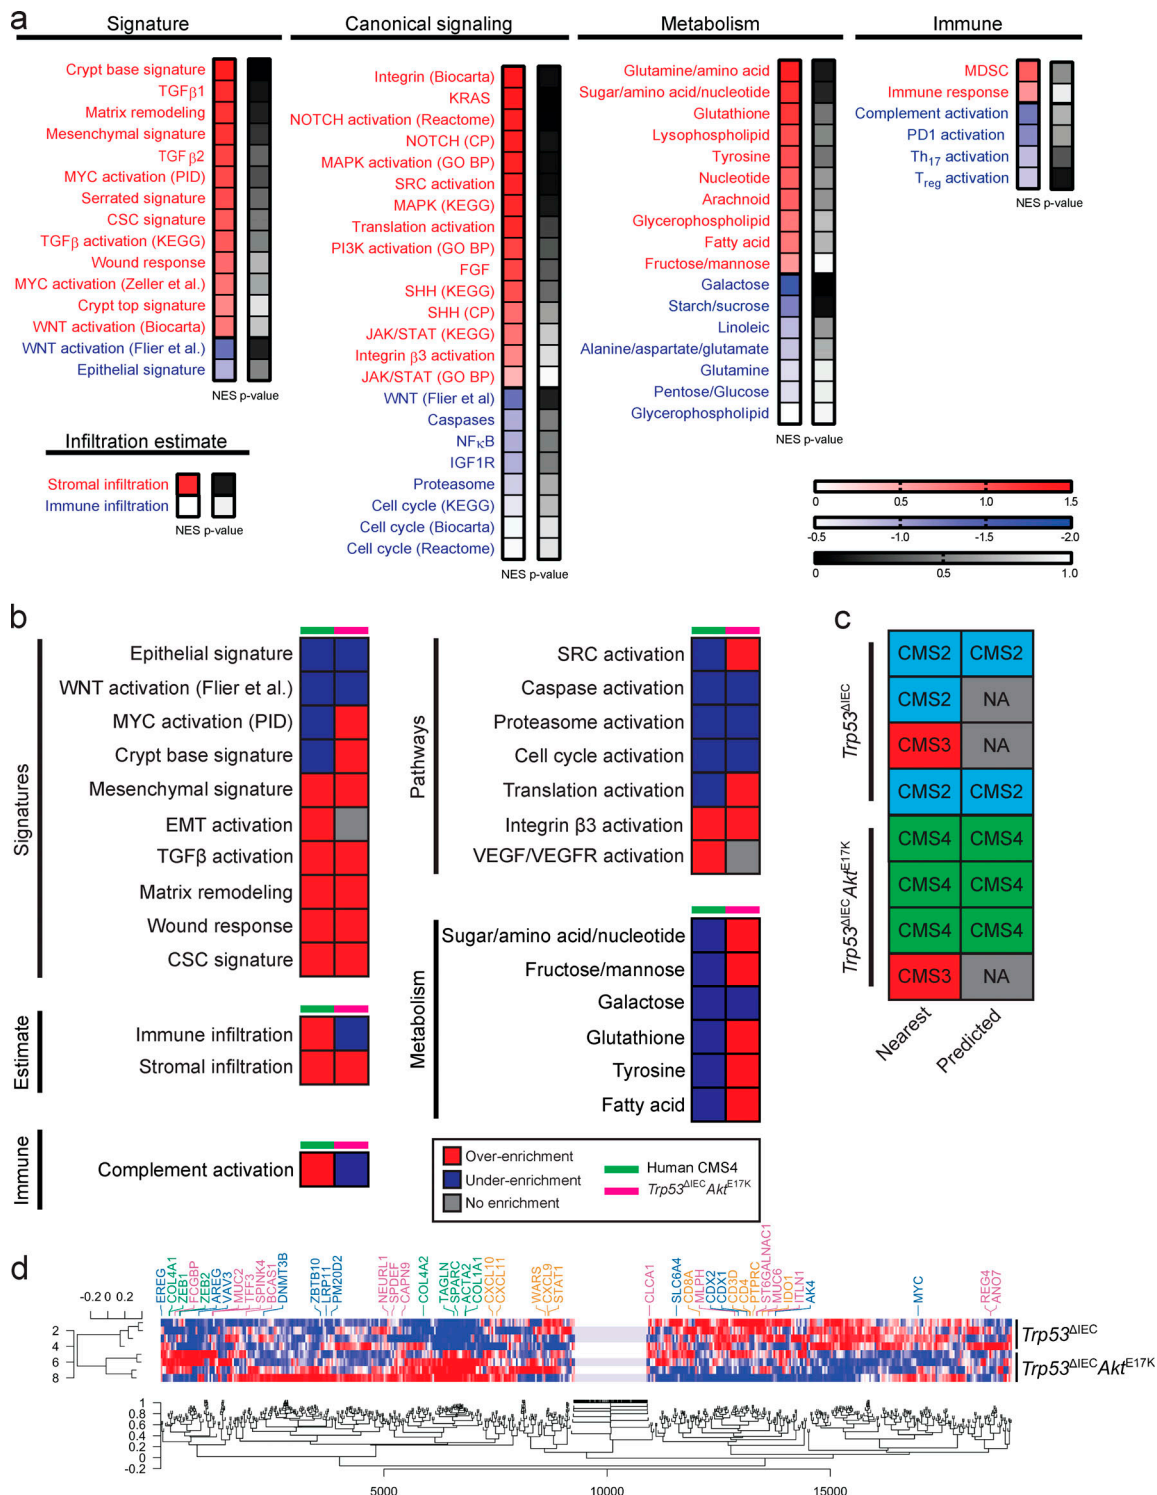 a
Signature
Crypt base signature
TGFβ1
Matrix remodeling
Mesenchymal signature
TGFβ2
MYC activation (PID)
Serrated signature
CSC signature
TGFβ activation (KEGG)
Wound response
MYC activation (Zeller et al.)
Crypt top signature
WNT activation (Biocarta)
WNT activation (Flier et al.)
Epithelial signature
NES p-value
Infiltration estimate
Stromal infiltration
Immune infiltration
NES p-value
Canonical signaling
Integrin (Biocarta)
KRAS
NOTCH activation (Reactome)
NOTCH (CP)
MAPK activation (GO BP)
SRC activation
MAPK (KEGG)
Translation activation
PI3K activation (GO BP)
FGF
SHH (KEGG)
SHH (CP)
JAK/STAT (KEGG)
Integrin β3 activation
JAK/STAT (GO BP)
WNT (Flier et al)
Caspases
NFκB
IGF1R
Proteasome
Cell cycle (KEGG)
Cell cycle (Biocarta)
Cell cycle (Reactome)
NES p-value
Metabolism
Glutamine/amino acid
Sugar/amino acid/nucleotide
Glutathione
Lysophospholipid
Tyrosine
Nucleotide
Arachnoid
Glycerophospholipid
Fatty acid
Fructose/mannose
Galactose
Starch/sucrose
Linoleic
Alanine/aspartate/glutamate
Glutamine
Pentose/Glucose
Glycerophospholipid
NES p-value
Immune
MDSC
Immune response
Complement activation
PD1 activation
Th17 activation
Treg activation
NES p-value
0 0.5 1.0 1.5
-0.5 -1.0 -1.5 -2.0
0 0.5 1.0
b
Signatures
Epithelial signature
WNT activation (Flier et al.)
MYC activation (PID)
Crypt base signature
Mesenchymal signature
EMT activation
TGFβ activation
Matrix remodeling
Wound response
CSC signature
Estimate
Immune infiltration
Stromal infiltration
Immune
Complement activation
Pathways
SRC activation
Caspase activation
Proteasome activation
Cell cycle activation
Translation activation
Integrin β3 activation
VEGF/VEGFR activation
Metabolism
Sugar/amino acid/nucleotide
Fructose/mannose
Galactose
Glutathione
Tyrosine
Fatty acid
Over-enrichment
Under-enrichment
No enrichment
Human CMS4
Trp53ΔIECAktE17K
c
Trp53ΔIEC
CMS2 CMS2
CMS2 NA
CMS3 NA
CMS2 CMS2
Trp53ΔIECAktE17K
CMS4 CMS4
CMS4 CMS4
CMS4 CMS4
CMS3 NA
Nearest
Predicted
d
EREG
COL4A1
ZEB1
FCGBP
ZEB2
AREG
VAV3
MUC2
TFF3
SPINK4
BCAS1
DNMT3B
ZBTB10
LRP11
PM20D2
NEURL1
SPDEF
CAPN9
COL4A2
TAGLN
SPARC
ACTA2
COL1A1
CXCL10
CXCL11
WARS
CXCL9
STAT1
CLCA1
SLC6A4
CD8A
MLPH
CDX2
CDX1
CD3D
CD4
PTPRC
ST6GALNAC1
MUC6
IDO1
ITLN1
AK4
MYC
REG4
ANO7
-0.2 0 0.2
2
4
6
8
Trp53ΔIEC
Trp53ΔIECAktE17K
1
0.8
0.6
0.4
0.2
0
-0.2
5000 10000 15000